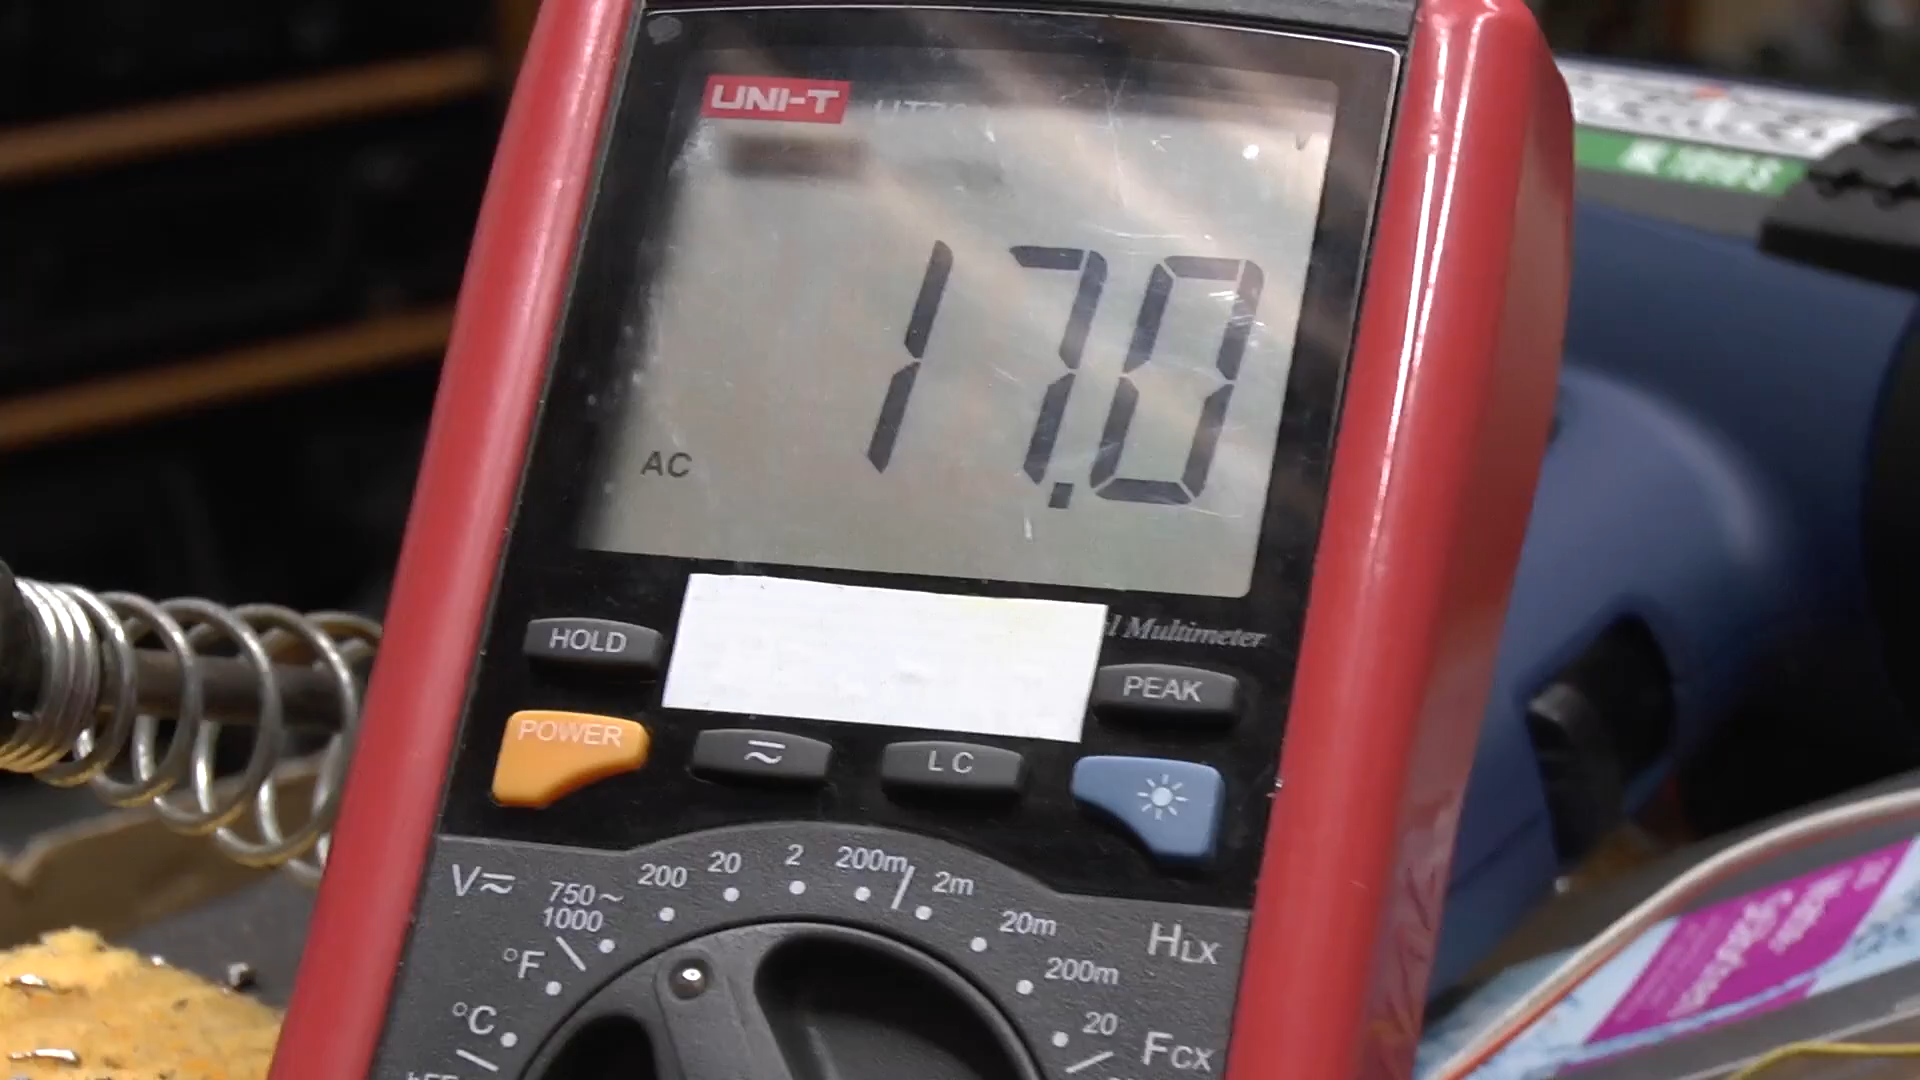 UNI-T
17.0
AC
l Multimeter
HOLD
PEAK
POWER
LC
V
750~
1000
200
20
2
200m
2m
20m
200m
20
HLX
FCX
°F
°C